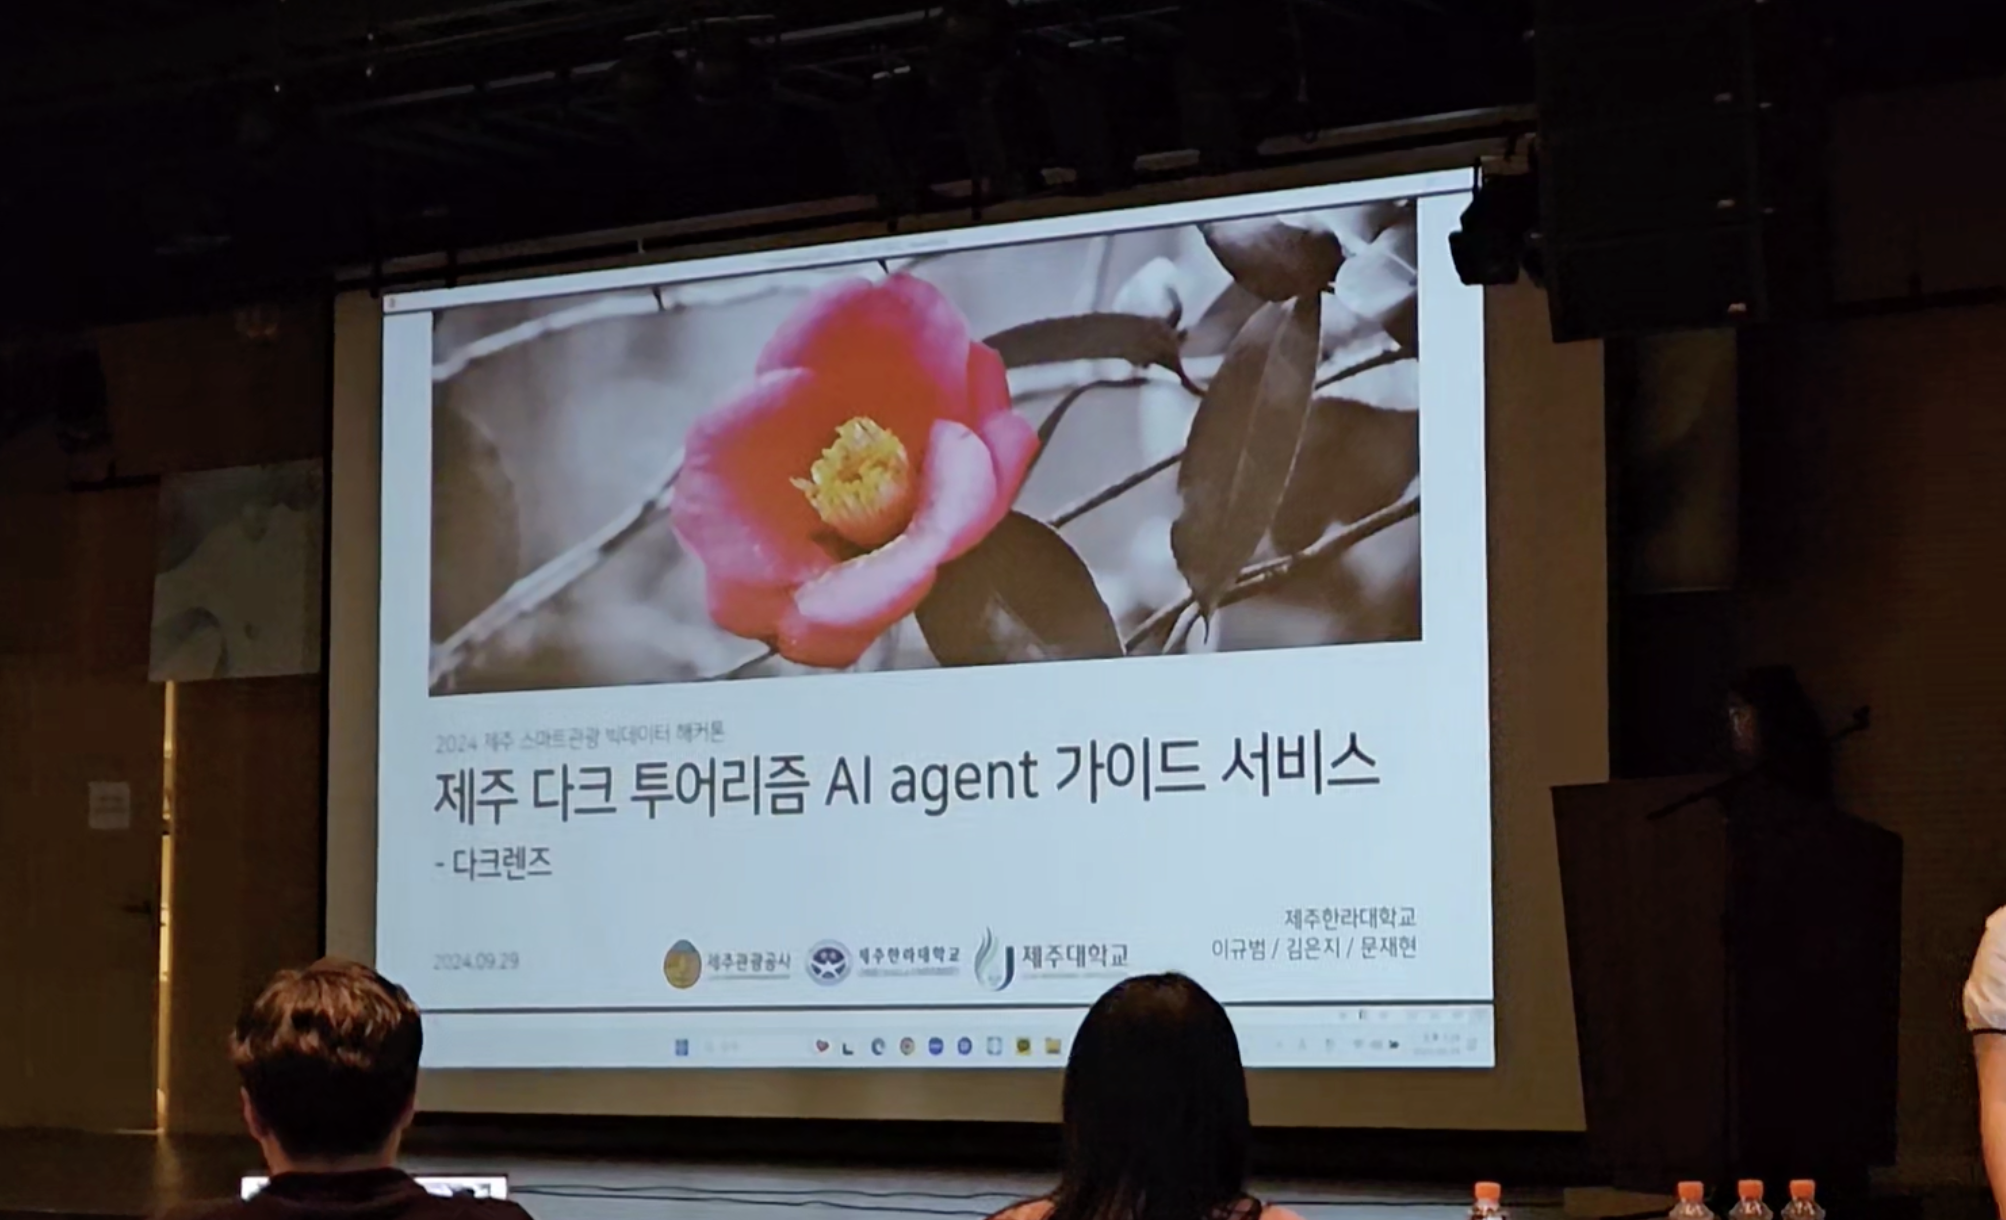 2024 제주 스마트관광 빅데이터 해커톤
제주 다크 투어리즘 AI agent 가이드 서비스
- 다크렌즈
제주한라대학교
이규범 / 김은지 / 문재현
2024.09.29
제주관광공사
제주한라대학교
제주대학교